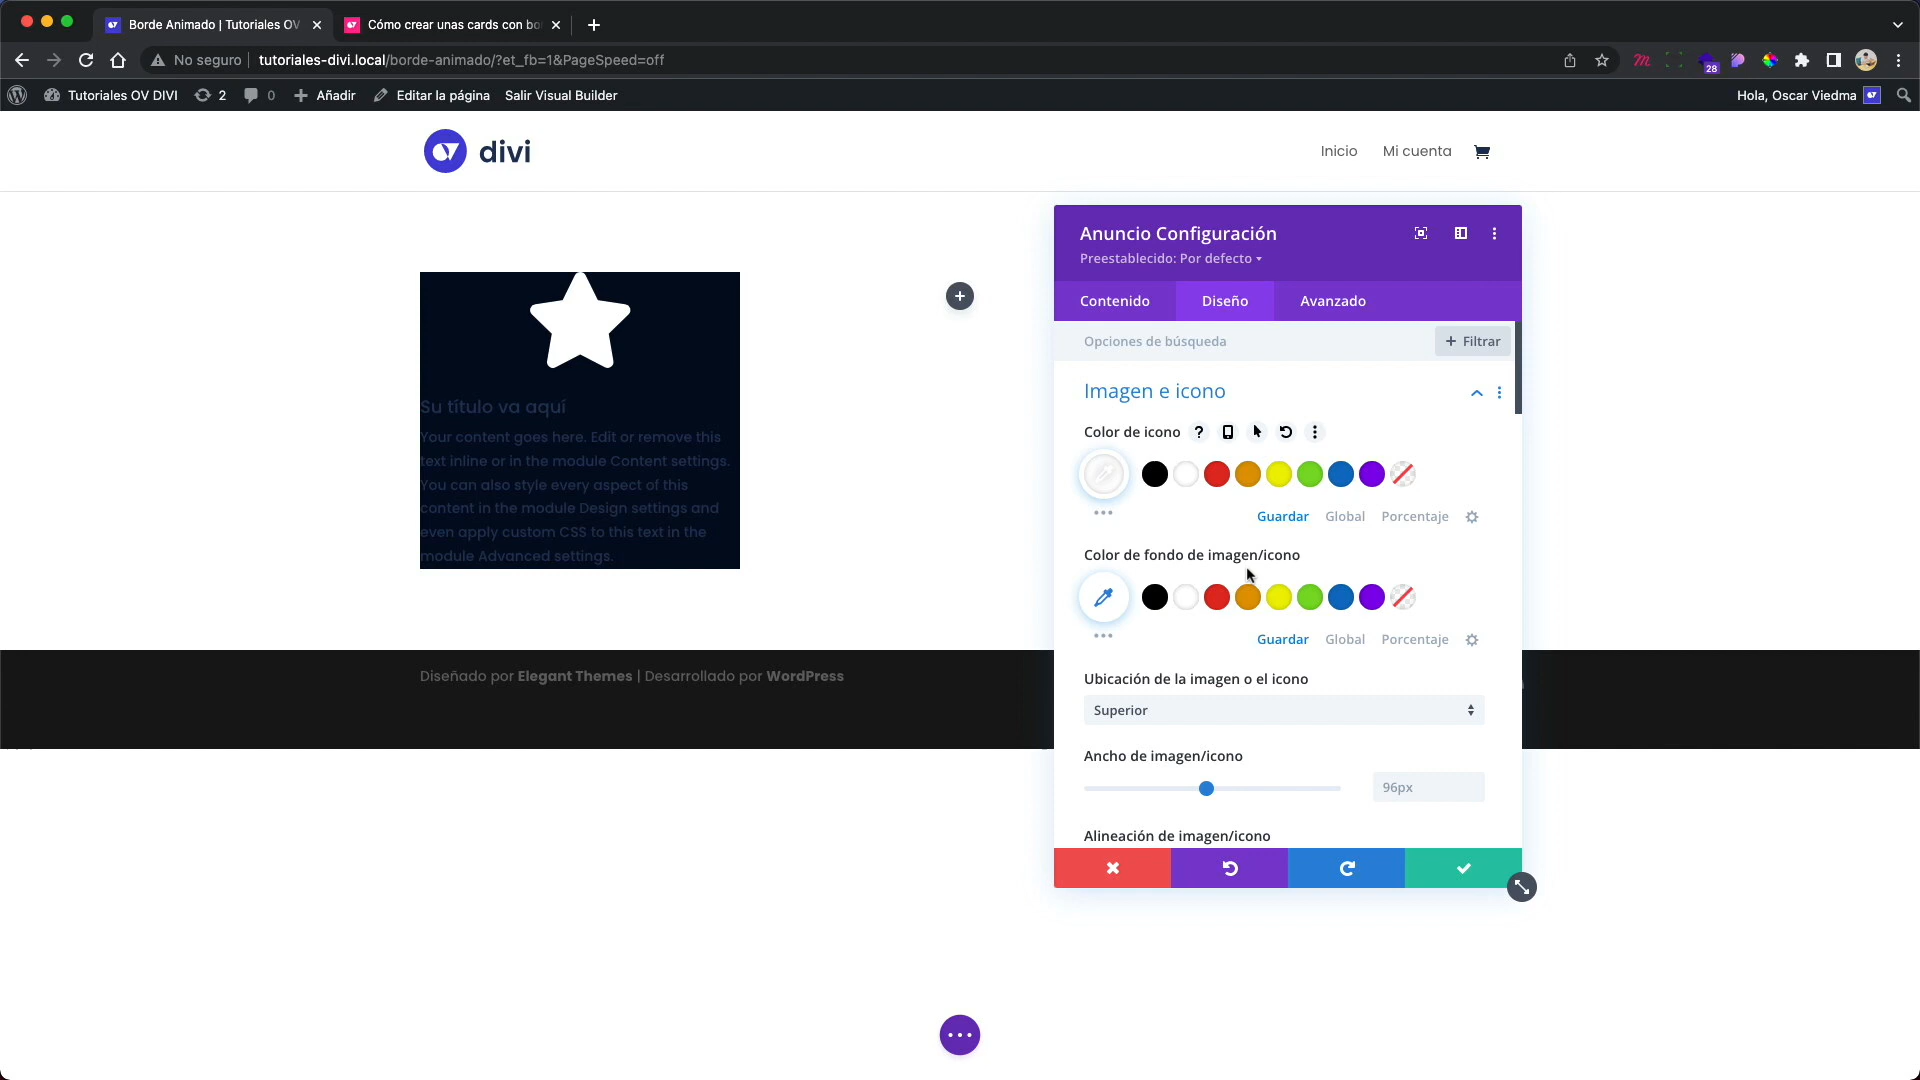 Borde Animado | Tutoriales OV
Cómo crear unas cards con bo
No seguro
tutoriales-divi.local/borde-animado/?et_fb=1&PageSpeed=off
28
Tutoriales OV DIVI
2
0
Añadir
Editar la página
Salir Visual Builder
Hola, Oscar Viedma
divi
Inicio
Mi cuenta
Su título va aquí
Your content goes here. Edit or remove this
text inline or in the module Content settings.
You can also style every aspect of this
content in the module Design settings and
even apply custom CSS to this text in the
module Advanced settings.
Anuncio Configuración
Preestablecido: Por defecto
Contenido
Diseño
Avanzado
Opciones de búsqueda
+ Filtrar
Imagen e icono
Color de icono
Guardar
Global
Porcentaje
Color de fondo de imagen/icono
Guardar
Global
Porcentaje
Ubicación de la imagen o el icono
Superior
Ancho de imagen/icono
96px
Alineación de imagen/icono
Diseñado por Elegant Themes | Desarrollado por WordPress